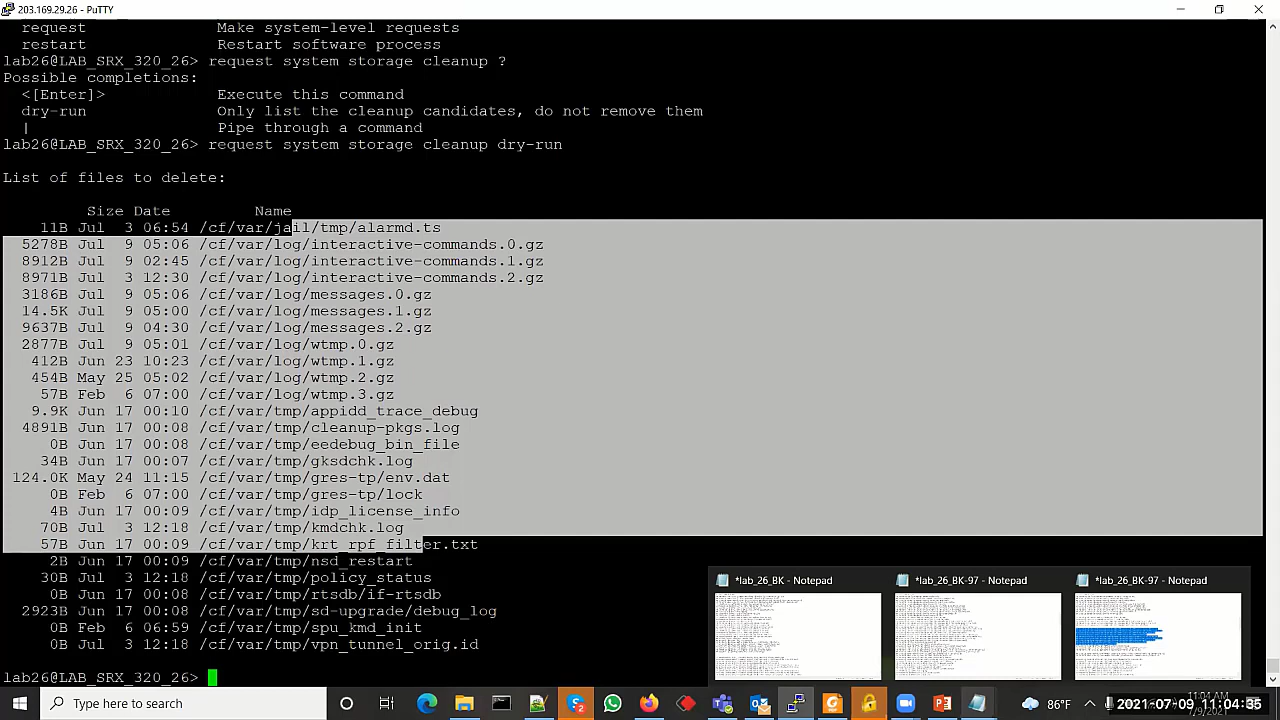 203.169.29.26 - PuTTY
request Make system-level requests
restart Restart software process
lab26@LAB_SRX_320_26> request system storage cleanup ?
Possible completions:
<[Enter]> Execute this command
dry-run Only list the cleanup candidates, do not remove them
| Pipe through a command
lab26@LAB_SRX_320_26> request system storage cleanup dry-run
List of files to delete:
Size Date Name
11B Jul 3 06:54 /cf/var/jail/tmp/alarmd.ts
5278B Jul 9 05:06 /cf/var/log/interactive-commands.0.gz
8912B Jul 9 02:45 /cf/var/log/interactive-commands.1.gz
8971B Jul 3 12:30 /cf/var/log/interactive-commands.2.gz
3186B Jul 9 05:06 /cf/var/log/messages.0.gz
14.5K Jul 9 05:00 /cf/var/log/messages.1.gz
9637B Jul 9 04:30 /cf/var/log/messages.2.gz
2877B Jul 9 05:01 /cf/var/log/wtmp.0.gz
412B Jun 23 10:23 /cf/var/log/wtmp.1.gz
454B May 25 05:02 /cf/var/log/wtmp.2.gz
57B Feb 6 07:00 /cf/var/log/wtmp.3.gz
9.9K Jun 17 00:10 /cf/var/tmp/appidd_trace_debug
4891B Jun 17 00:08 /cf/var/tmp/cleanup-pkgs.log
0B Jun 17 00:08 /cf/var/tmp/eedebug_bin_file
34B Jun 17 00:07 /cf/var/tmp/gksdchk.log
124.0K May 24 11:15 /cf/var/tmp/gres-tp/env.dat
0B Feb 6 07:00 /cf/var/tmp/gres-tp/lock
4B Jun 17 00:09 /cf/var/tmp/idp_license_info
70B Jul 3 12:18 /cf/var/tmp/kmdchk.log
57B Jun 17 00:09 /cf/var/tmp/krt_rpf_filter.txt
2B Jun 17 00:09 /cf/var/tmp/nsd_restart
30B Jul 3 12:18 /cf/var/tmp/policy_status
0B Jun 17 00:08 /cf/var/tmp/rtsdb/if-rtsdb
2923B Jun 17 00:09 /cf/var/tmp/sd-upgrade/debug_log
0B Feb 6 06:59 /cf/var/tmp/spu_kmd_init
Jul 3 12:18 /cf/var/tmp/vpn_tunnel_orig.id
lab26@LAB_SRX_320_26>
*lab_26_BK - Notepad *lab_26_BK-97 - Notepad *lab_26_BK-97 - Notepad
Type here to search
86°F
11:04 AM
2021-07-09 11:04:35